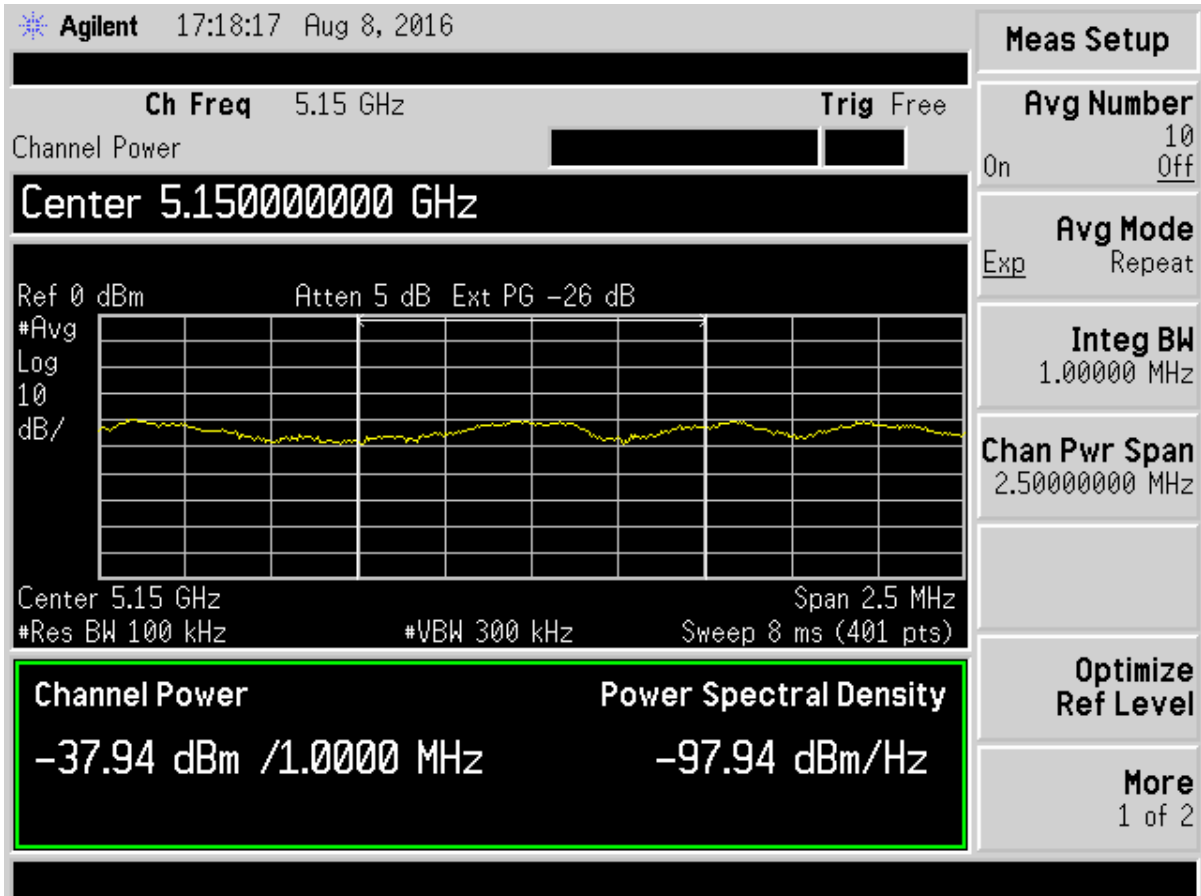 Agilent 17:18:17 Aug 8, 2016
Ch Freq 5.15 GHz Trig Free
Channel Power
Center 5.150000000 GHz
Ref 0 dBm Atten 5 dB Ext PG −26 dB
#Avg
Log
10
dB/
Center 5.15 GHz Span 2.5 MHz
#Res BW 100 kHz #VBW 300 kHz Sweep 8 ms (401 pts)
Channel Power Power Spectral Density
−37.94 dBm /1.0000 MHz −97.94 dBm/Hz
Meas Setup
Avg Number
10
On Off
Avg Mode
Exp Repeat
Integ BW
1.00000 MHz
Chan Pwr Span
2.50000000 MHz
Optimize
Ref Level
More
1 of 2